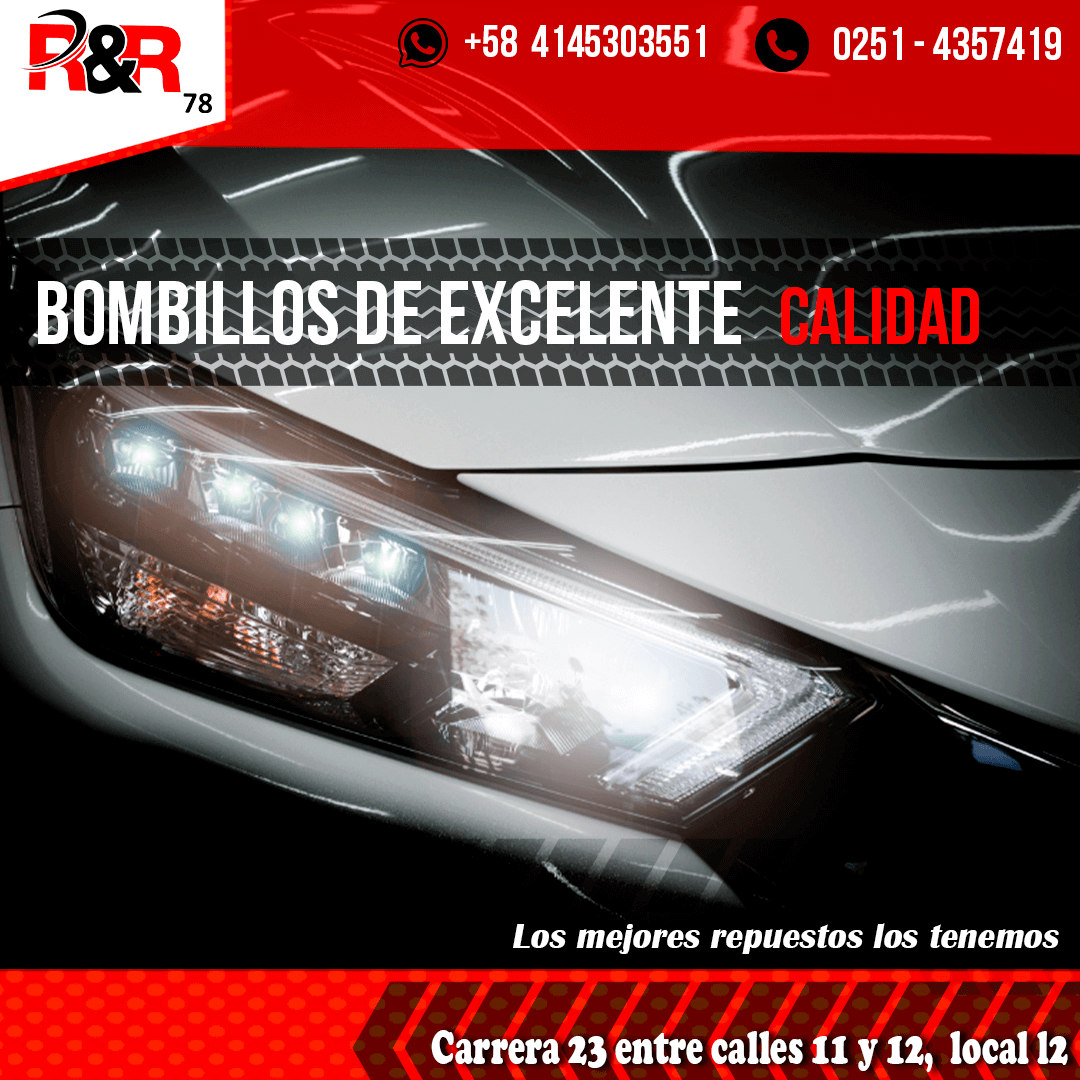 R&R
78
+58 4145303551
0251 - 4357419
BOMBILLOS DE EXCELENTE CALIDAD
Los mejores repuestos los tenemos
Carrera 23 entre calles 11 y 12, local l2